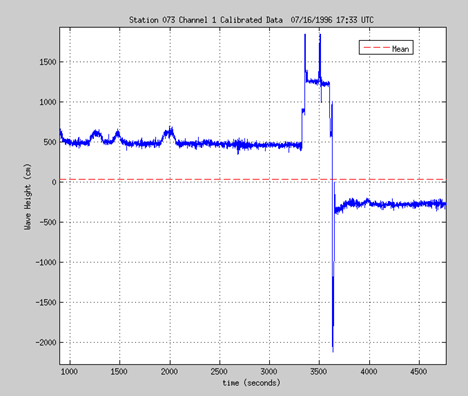 Station 073 Channel 1 Calibrated Data 07/16/1996 17:33 UTC
Mean
1500
1000
500
0
-500
-1000
-1500
-2000
Wave Height (cm)
1000 1500 2000 2500 3000 3500 4000 4500
time (seconds)